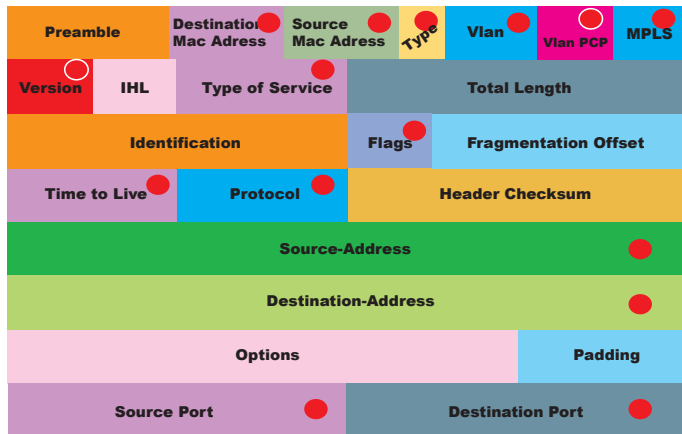 Preamble
Destination
Mac Adress
Source
Mac Adress
Type
Vlan
Vlan PCP
MPLS
Version
IHL
Type of Service
Total Length
Identification
Flags
Fragmentation Offset
Time to Live
Protocol
Header Checksum
Source-Address
Destination-Address
Options
Padding
Source Port
Destination Port